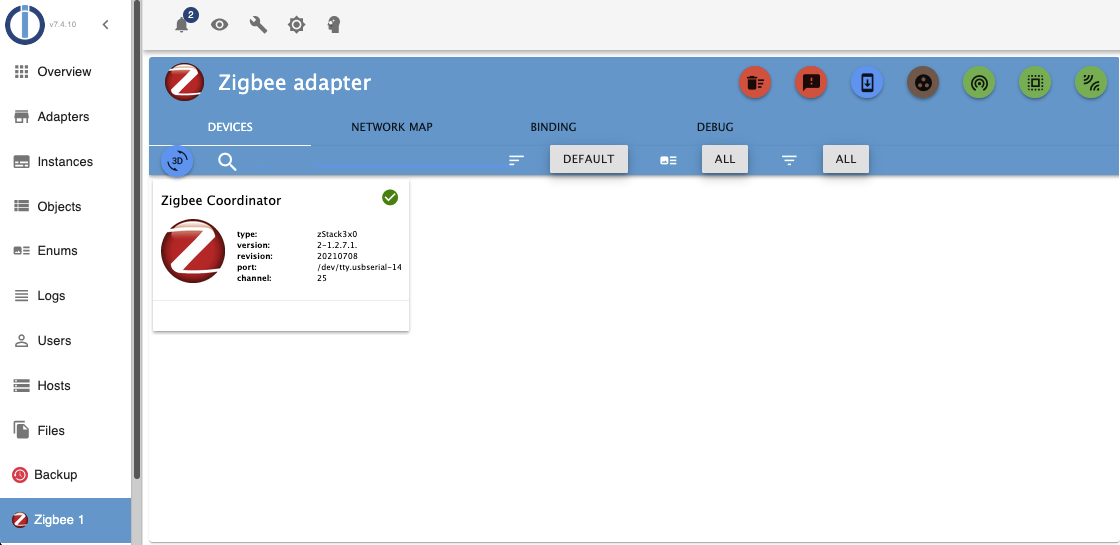 v7.4.10
2
Overview
Adapters
Instances
Objects
Enums
Logs
Users
Hosts
Files
Backup
Zigbee 1
Zigbee adapter
DEVICES
NETWORK MAP
BINDING
DEBUG
3D
DEFAULT
ALL
ALL
Zigbee Coordinator
type: zStack3x0
version: 2-1.2.7.1.
revision: 20210708
port: /dev/tty.usbserial-14
channel: 25